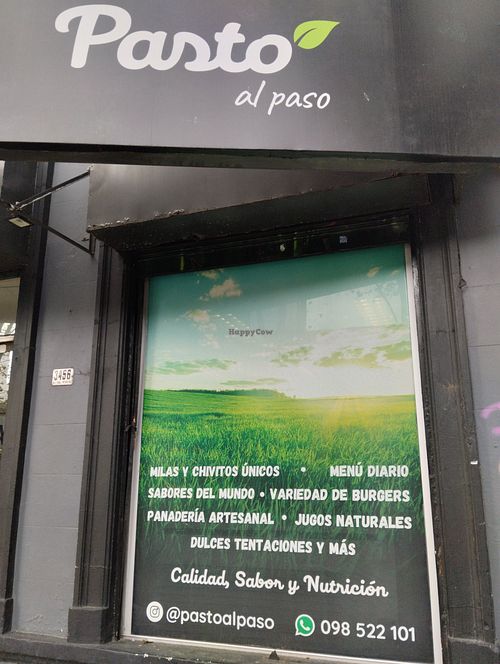 Pasto
al paso
HappyCow
MILAS Y CHIVITOS ÚNICOS • MENÚ DIARIO
SABORES DEL MUNDO • VARIEDAD DE BURGERS
PANADERÍA ARTESANAL • JUGOS NATURALES
DULCES TENTACIONES Y MÁS
Calidad, Sabor y Nutrición
@pastoalpaso 098 522 101